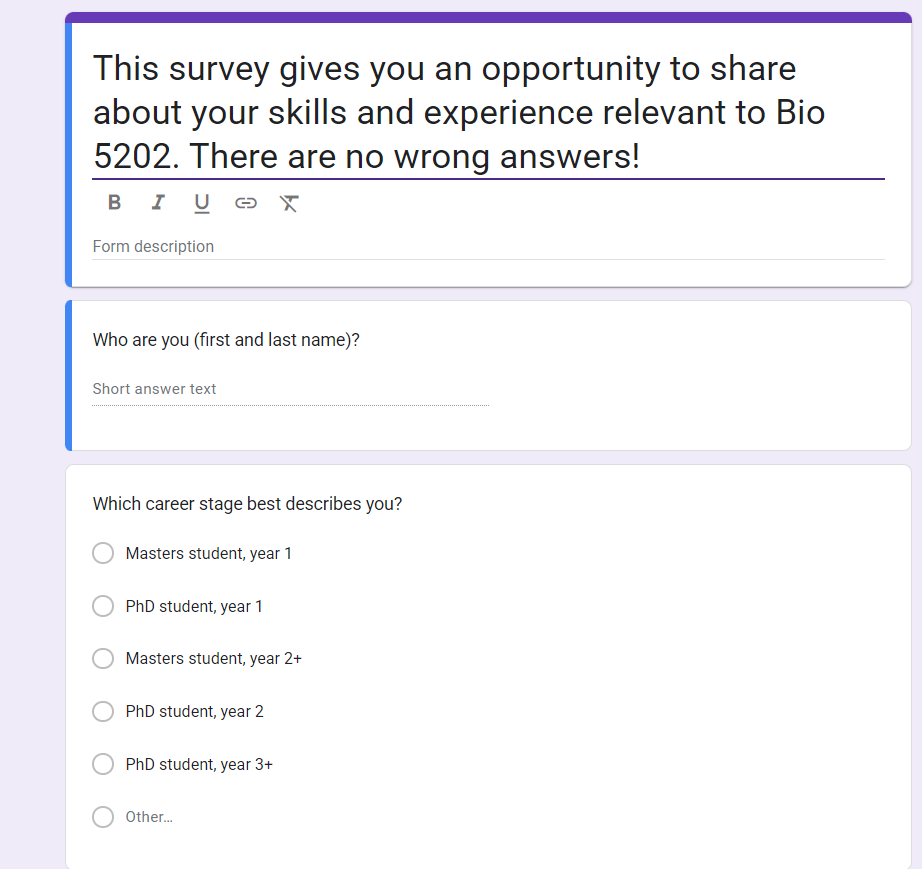 This survey gives you an opportunity to share
about your skills and experience relevant to Bio
5202. There are no wrong answers!
B I U
Form description
Who are you (first and last name)?
Short answer text
Which career stage best describes you?
Masters student, year 1
PhD student, year 1
Masters student, year 2+
PhD student, year 2
PhD student, year 3+
Other...